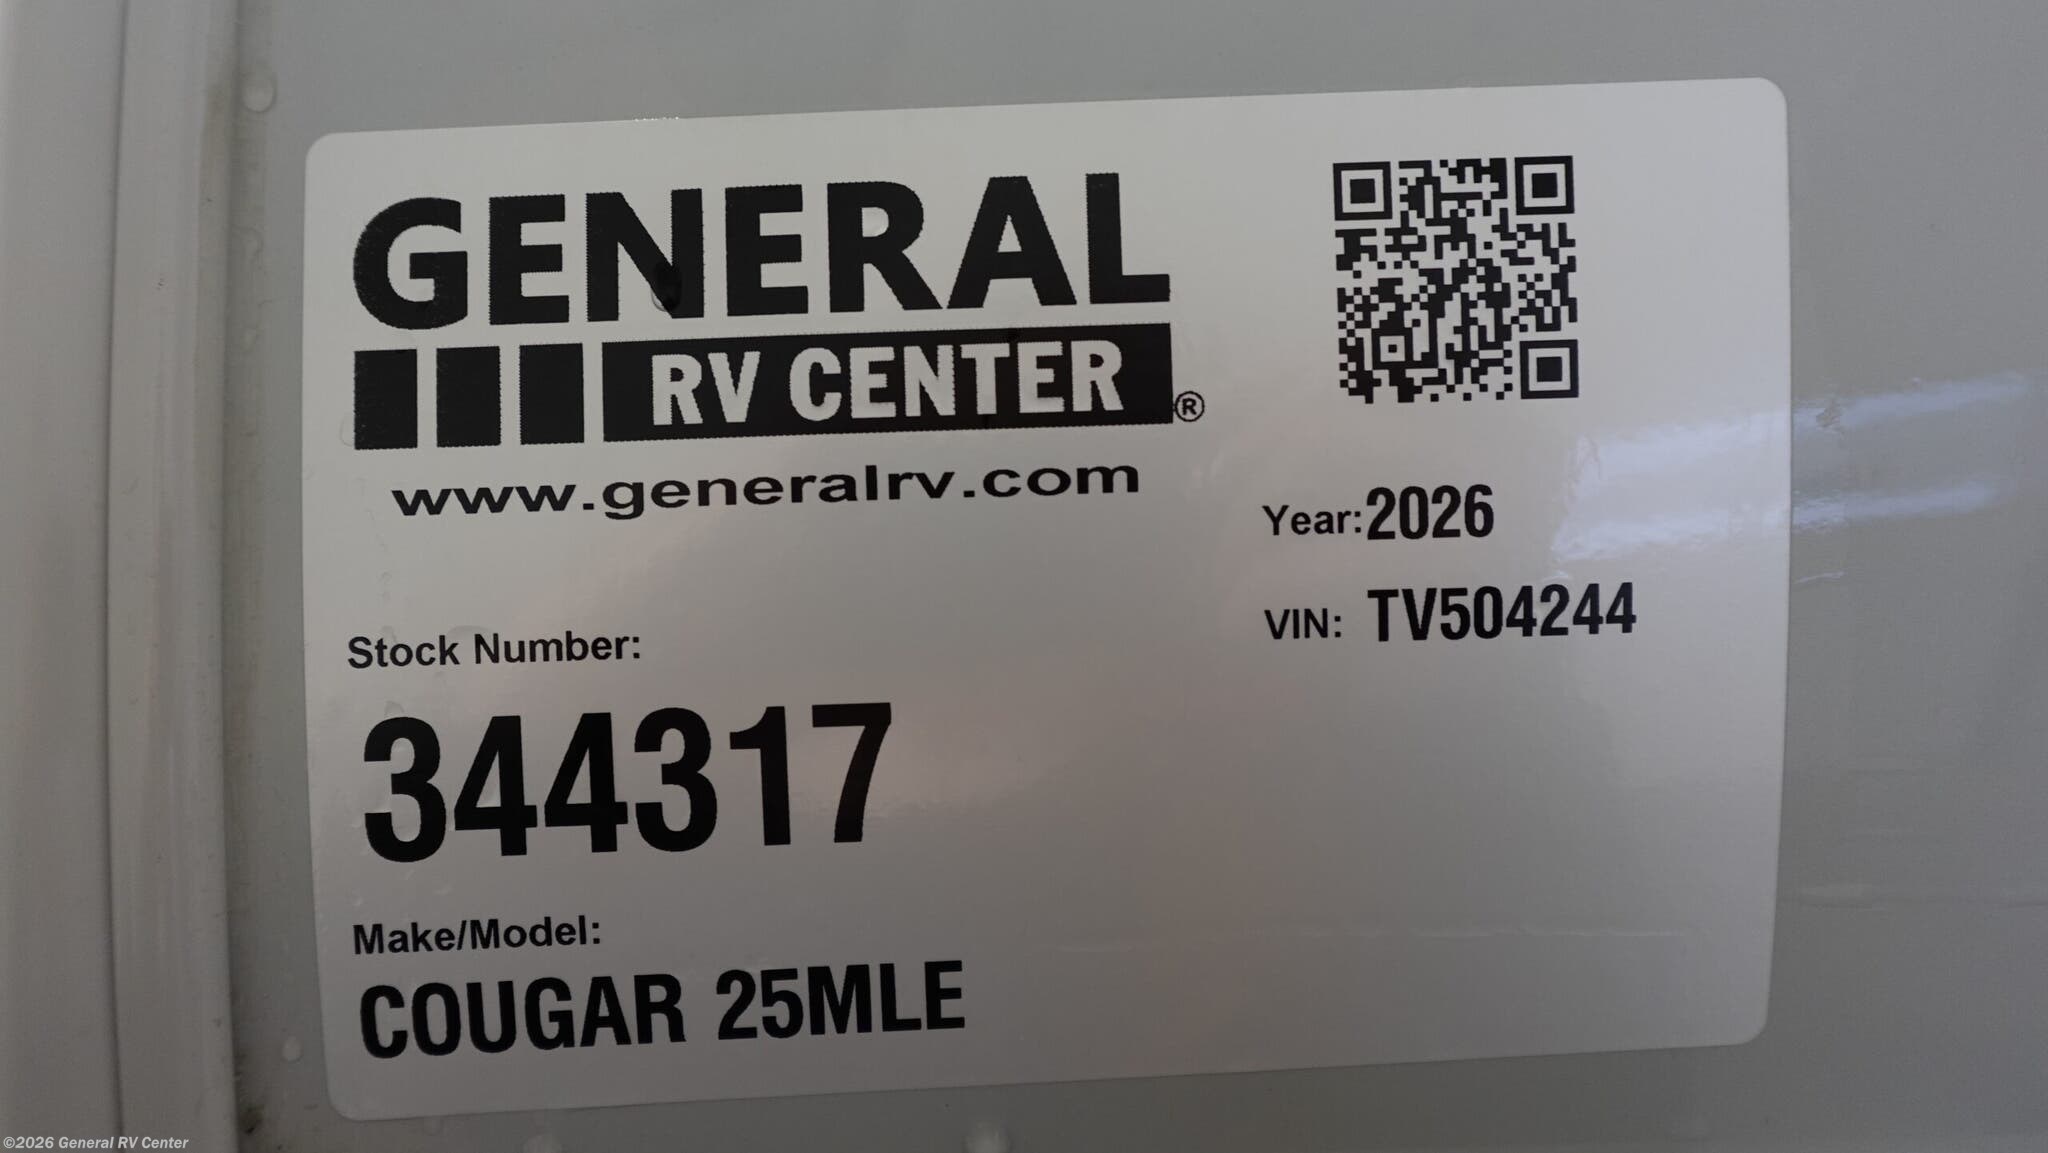 GENERAL
RV CENTER®
www.generalrv.com
Year: 2026
VIN: TV504244
Stock Number:
344317
Make/Model:
COUGAR 25MLE
©2026 General RV Center